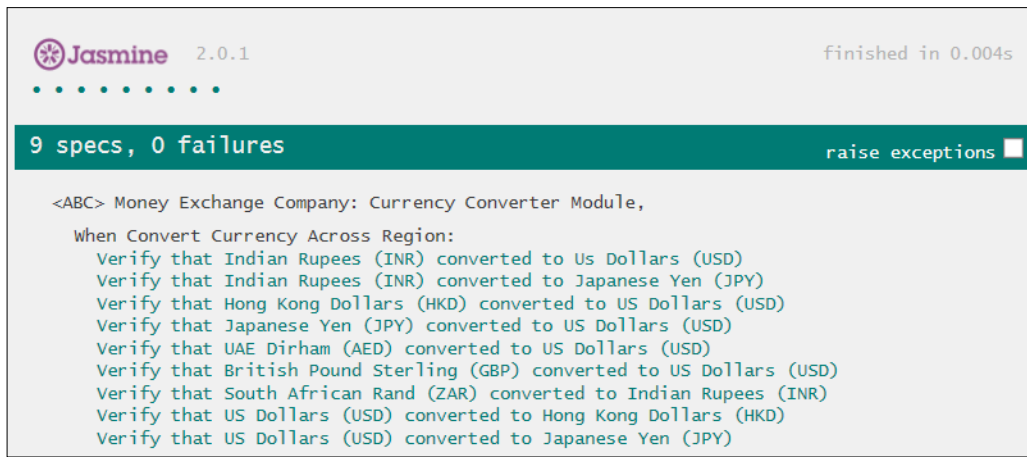 Jasmine 2.0.1 finished in 0.004s
9 specs, 0 failures raise exceptions
<ABC> Money Exchange Company: Currency Converter Module,
When Convert Currency Across Region:
Verify that Indian Rupees (INR) converted to Us Dollars (USD)
Verify that Indian Rupees (INR) converted to Japanese Yen (JPY)
Verify that Hong Kong Dollars (HKD) converted to US Dollars (USD)
Verify that Japanese Yen (JPY) converted to US Dollars (USD)
Verify that UAE Dirham (AED) converted to US Dollars (USD)
Verify that British Pound Sterling (GBP) converted to US Dollars (USD)
Verify that South African Rand (ZAR) converted to Indian Rupees (INR)
Verify that US Dollars (USD) converted to Hong Kong Dollars (HKD)
Verify that US Dollars (USD) converted to Japanese Yen (JPY)